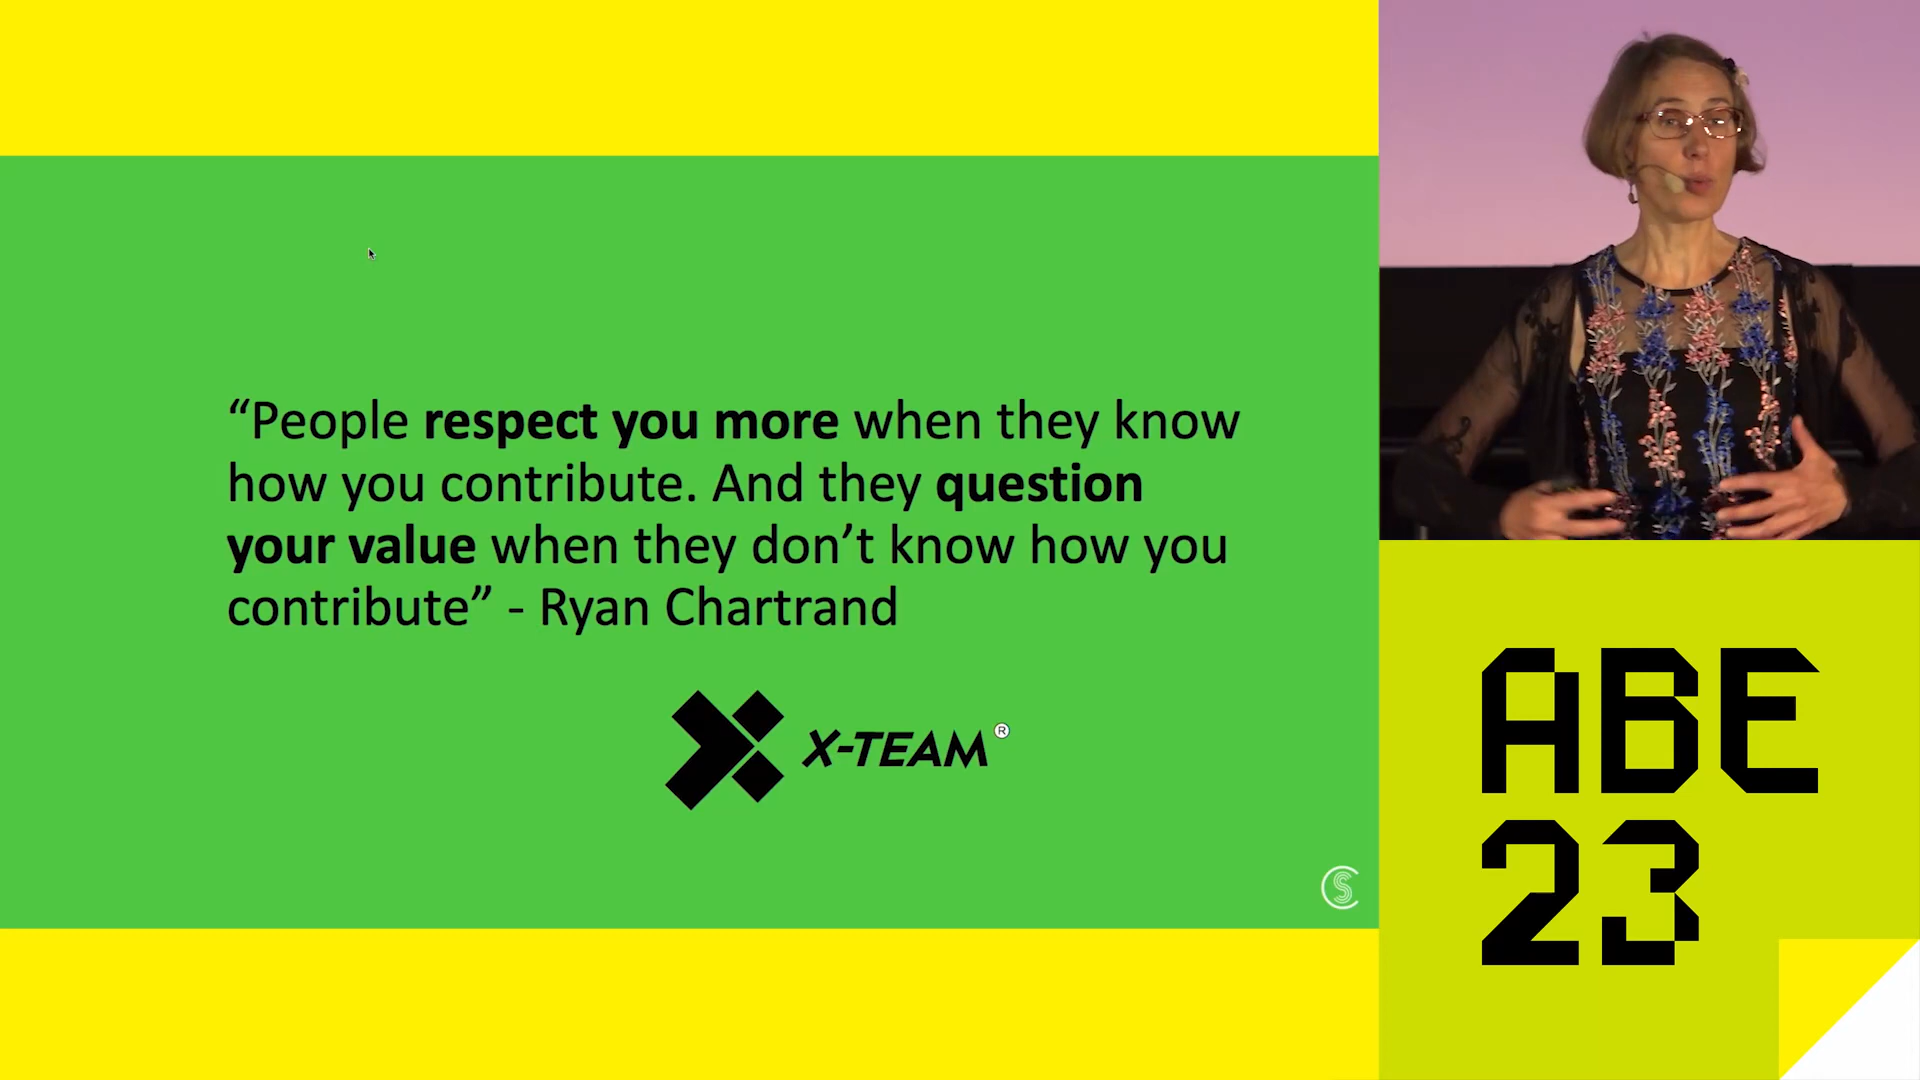 “People respect you more when they know
how you contribute. And they question
your value when they don’t know how you
contribute” - Ryan Chartrand
X-TEAM ®
ABE
23